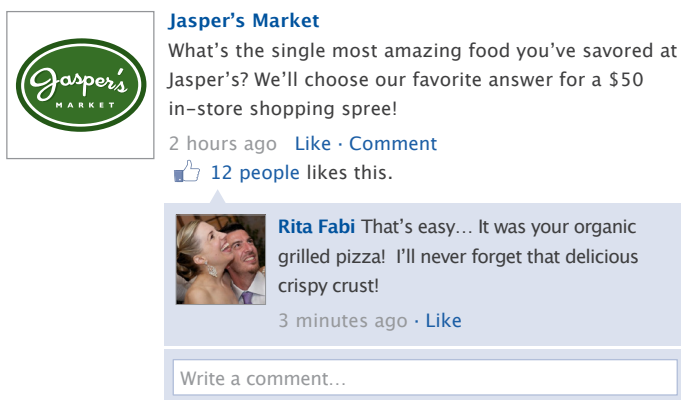 Jasper's
MARKET
Jasper’s Market
What’s the single most amazing food you’ve savored at
Jasper’s? We’ll choose our favorite answer for a $50
in-store shopping spree!
2 hours ago Like · Comment
12 people likes this.
Rita Fabi That’s easy… It was your organic
grilled pizza! I’ll never forget that delicious
crispy crust!
3 minutes ago · Like
Write a comment…